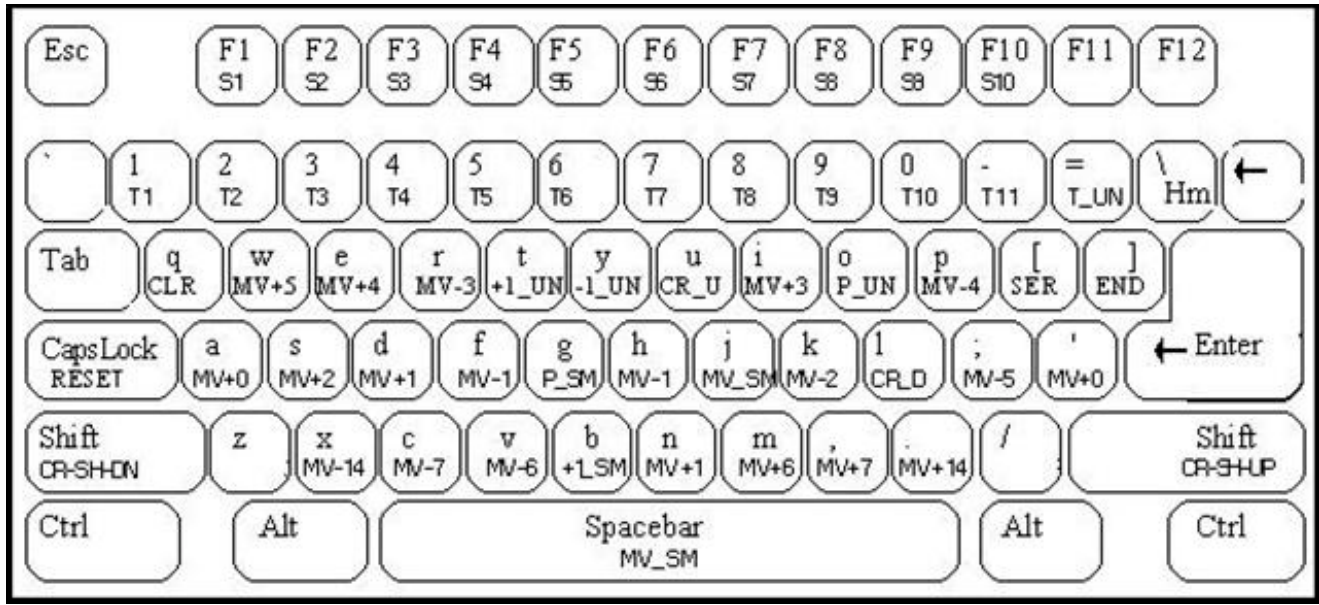 Esc F1 F2 F3 F4 F5 F6 F7 F8 F9 F10 F11 F12
S1 S2 S3 S4 S5 S6 S7 S8 S9 S10
` 1 2 3 4 5 6 7 8 9 0 - = \ ←
T1 T2 T3 T4 T5 T6 T7 T8 T9 T10 T11 T_UN Hm
Tab q w e r t y u i o p [ ]
CLR MV+5 MV+4 MV-3 +1_UN -1_UN CR_U MV+3 P_UN MV-4 SER END
CapsLock a s d f g h j k l ; ' ← Enter
RESET MV+0 MV+2 MV+1 MV-1 P_SM MV-1 MV_SM MV-2 CR_D MV-5 MV+0
Shift z x c v b n m , . / Shift
CR-SH-DN MV-14 MV-7 MV-6 +1_SM MV+1 MV+6 MV+7 MV+14 CR-SH-UP
Ctrl Alt Spacebar Alt Ctrl
MV_SM